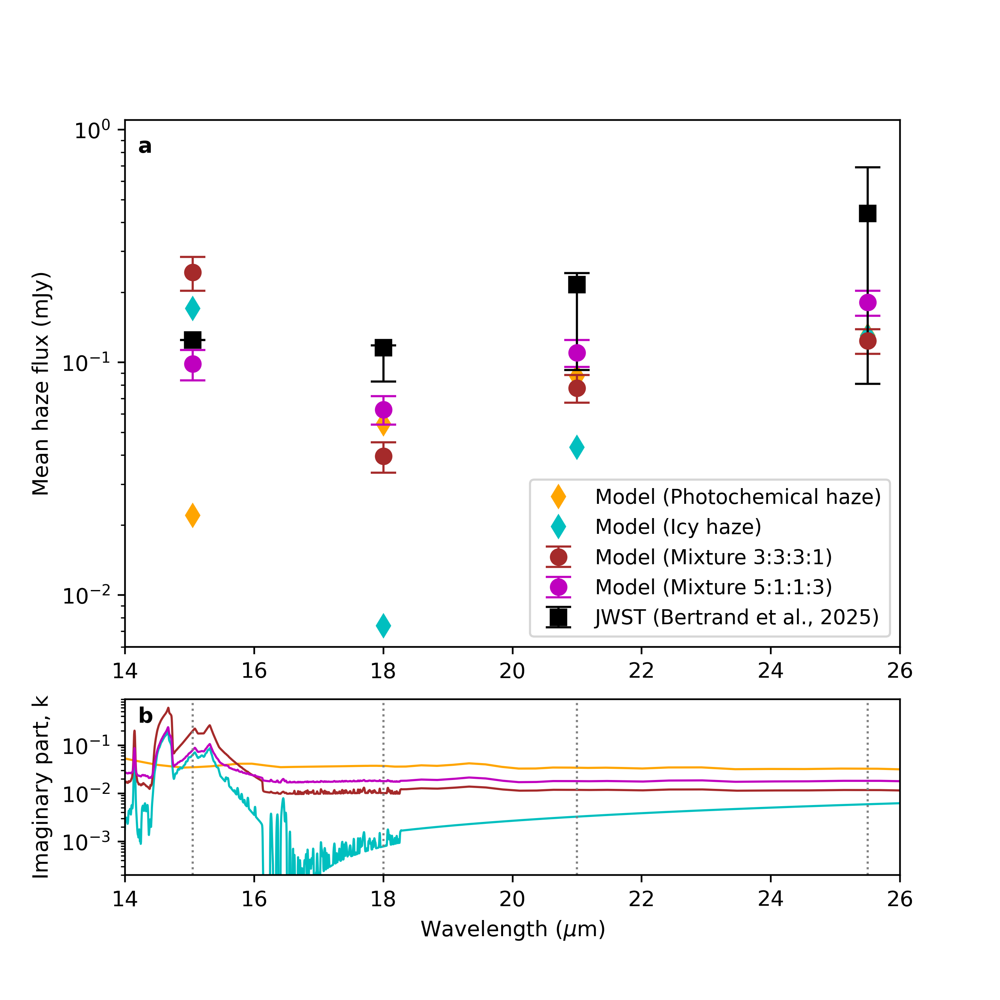 a
10⁰
10⁻¹
10⁻²
Mean haze flux (mJy)
Model (Photochemical haze)
Model (Icy haze)
Model (Mixture 3:3:3:1)
Model (Mixture 5:1:1:3)
JWST (Bertrand et al., 2025)
14 16 18 20 22 24 26
b
10⁻¹
10⁻²
10⁻³
Imaginary part, k
14 16 18 20 22 24 26
Wavelength (μm)